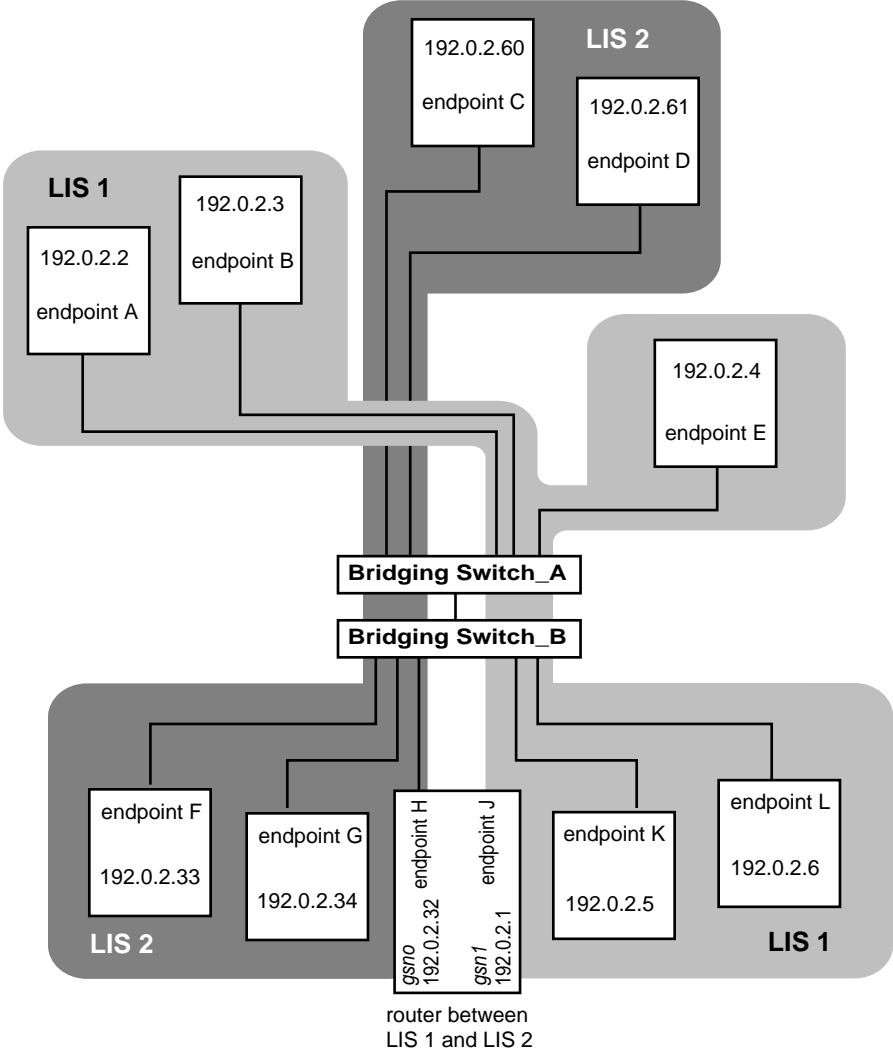 192.0.2.60
endpoint C
LIS 2
192.0.2.61
endpoint D
LIS 1
192.0.2.3
endpoint B
192.0.2.2
endpoint A
192.0.2.4
endpoint E
Bridging Switch_A
Bridging Switch_B
endpoint F
192.0.2.33
LIS 2
endpoint G
192.0.2.34
gsno
192.0.2.32 endpoint H
gsn1
192.0.2.1 endpoint J
endpoint K
192.0.2.5
endpoint L
192.0.2.6
LIS 1
router between
LIS 1 and LIS 2